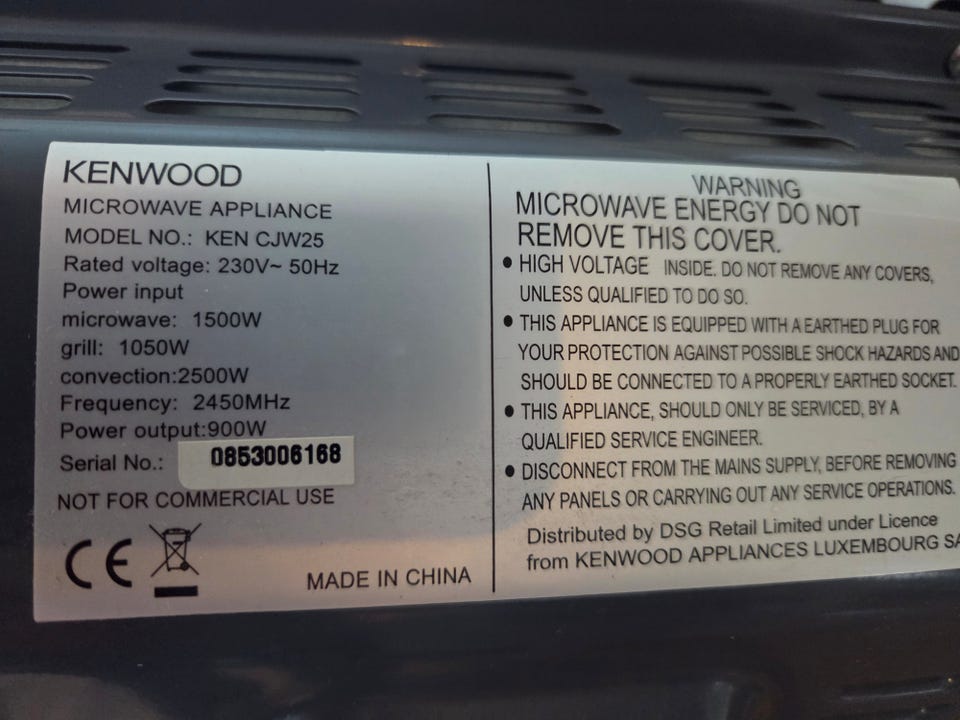 KENWOOD
MICROWAVE APPLIANCE
MODEL NO.: KEN CJW25
Rated voltage: 230V~ 50Hz
Power input
microwave: 1500W
grill: 1050W
convection:2500W
Frequency: 2450MHz
Power output:900W
Serial No.: 0853006168
NOT FOR COMMERCIAL USE
CE
MADE IN CHINA
WARNING
MICROWAVE ENERGY DO NOT
REMOVE THIS COVER.
• HIGH VOLTAGE INSIDE. DO NOT REMOVE ANY COVERS,
UNLESS QUALIFIED TO DO SO.
• THIS APPLIANCE IS EQUIPPED WITH A EARTHED PLUG FOR
YOUR PROTECTION AGAINST POSSIBLE SHOCK HAZARDS AND
SHOULD BE CONNECTED TO A PROPERLY EARTHED SOCKET.
• THIS APPLIANCE, SHOULD ONLY BE SERVICED, BY A
QUALIFIED SERVICE ENGINEER.
• DISCONNECT FROM THE MAINS SUPPLY, BEFORE REMOVING
ANY PANELS OR CARRYING OUT ANY SERVICE OPERATIONS.
Distributed by DSG Retail Limited under Licence
from KENWOOD APPLIANCES LUXEMBOURG SA